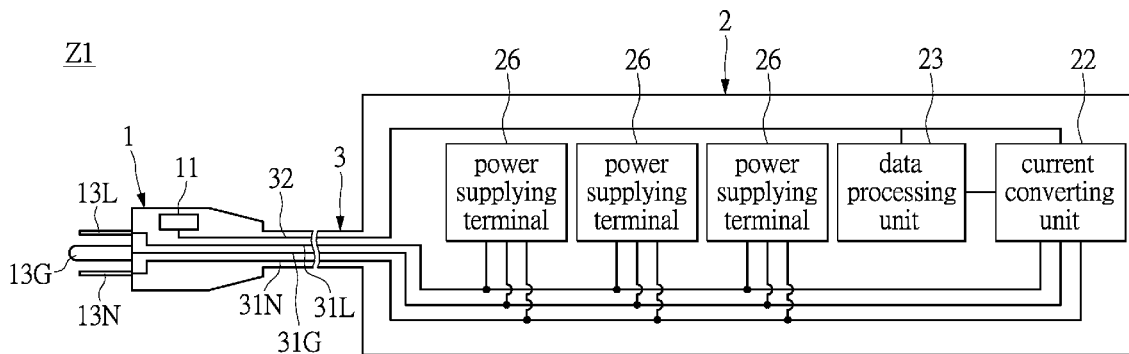 Z1
2
26
26
26
23
22
1
11
13L
32
3
power
supplying
terminal
power
supplying
terminal
power
supplying
terminal
data
processing
unit
current
converting
unit
13G
13N
31N
31L
31G